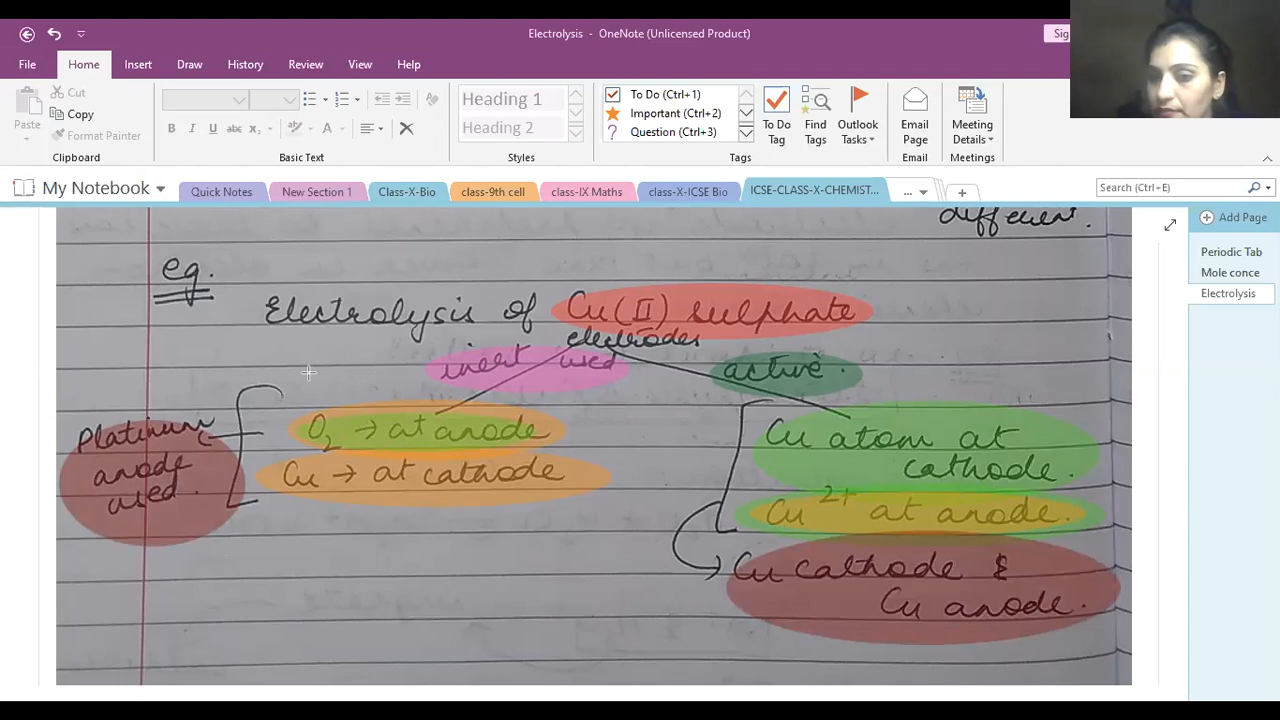 Electrolysis - OneNote (Unlicensed Product)
Sig
File Home Insert Draw History Review View Help
Paste
Cut
Copy
Format Painter
Clipboard
B I U abc x₂ A
Basic Text
Heading 1
Heading 2
Styles
To Do (Ctrl+1)
Important (Ctrl+2)
Question (Ctrl+3)
To Do Tag
Find Tags
Outlook Tasks
Tags
Email Page
Email
Meeting Details
Meetings
My Notebook
Quick Notes
New Section 1
Class-X-Bio
class-9th cell
class-IX Maths
class-X-ICSE Bio
ICSE-CLASS-X-CHEMIST...
...
Search (Ctrl+E)
Add Page
Periodic Tab
Mole conce
Electrolysis
different.
eg.
Electrolysis of Cu(II) sulphate
electrodes
inert used
active.
Platinum
anode
used.
O₂ → at anode
Cu → at cathode
Cu atom at
cathode.
Cu²⁺ at anode.
Cu cathode &
Cu anode.